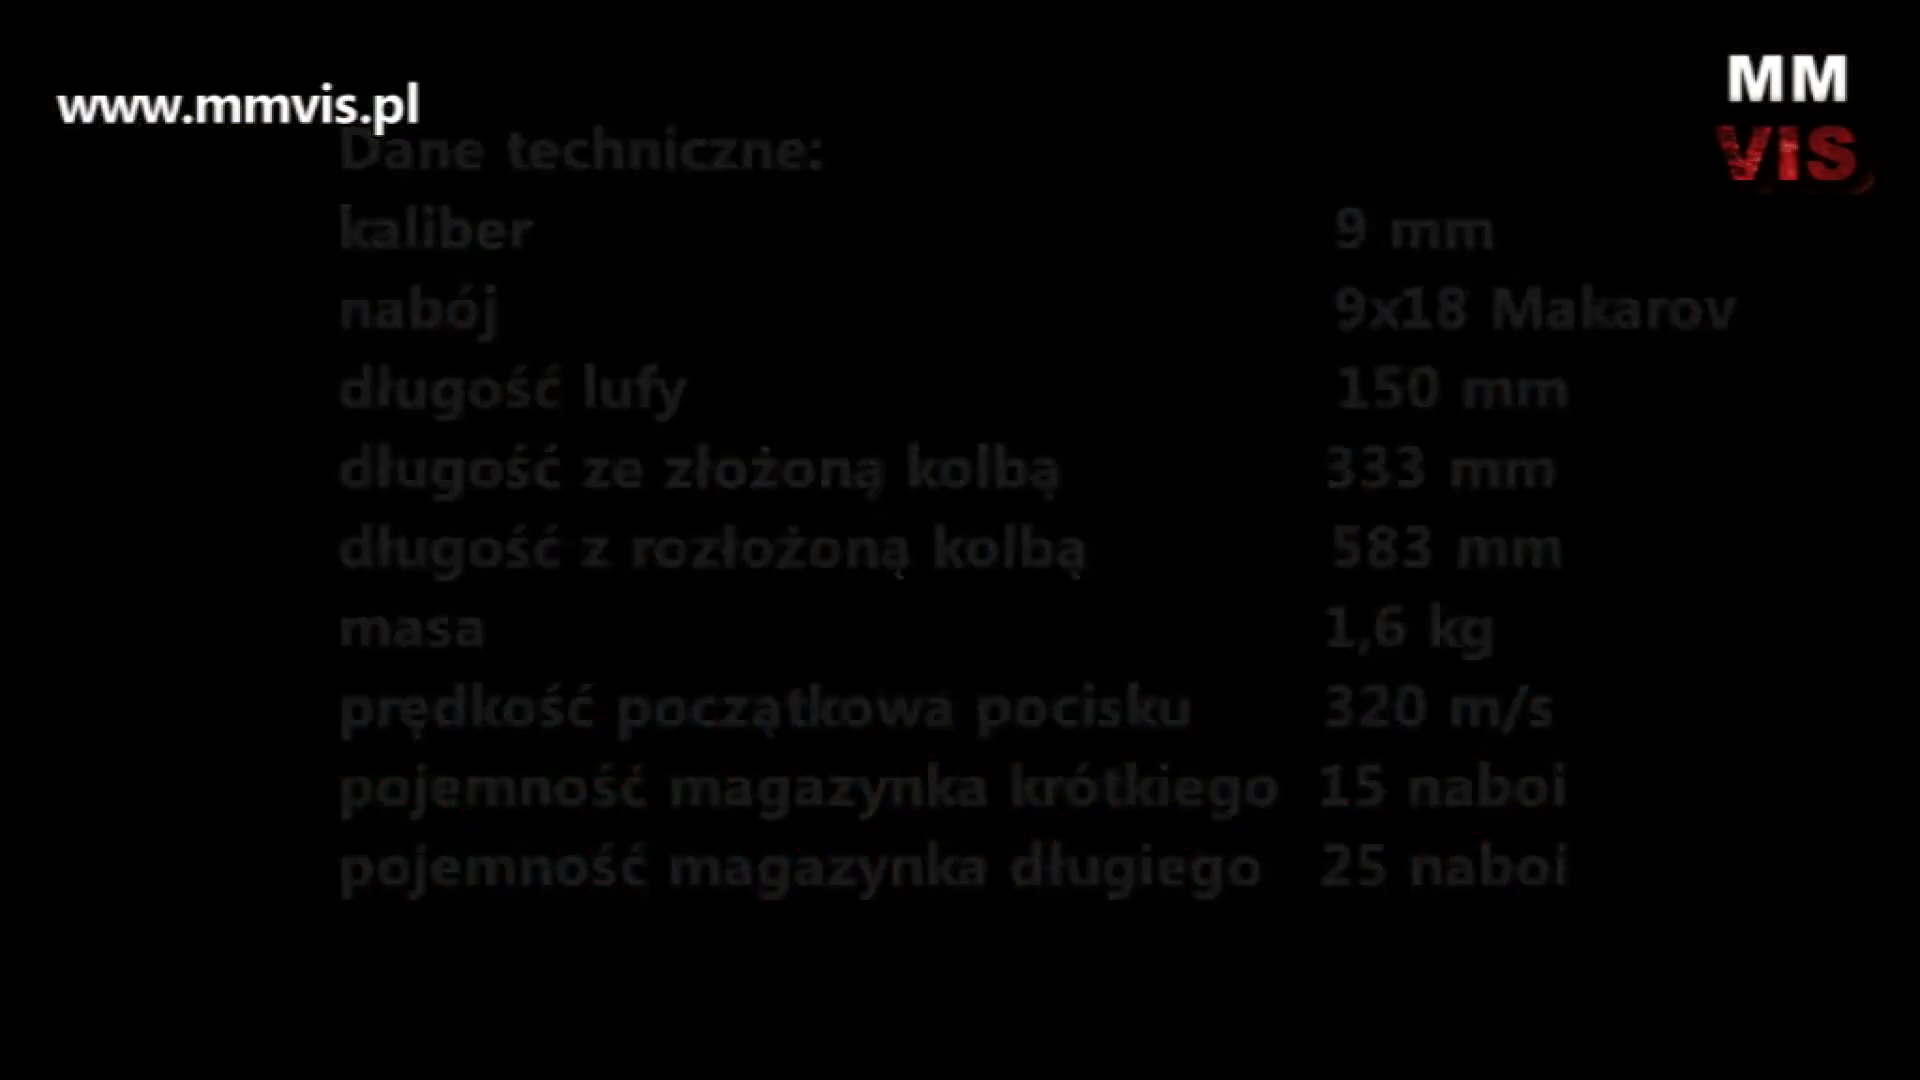 www.mmvis.pl
MM
VIS
Dane techniczne:
kaliber 9 mm
nabój 9x18 Makarov
długość lufy 150 mm
długość ze złożoną kolbą 333 mm
długość z rozłożoną kolbą 583 mm
masa 1,6 kg
prędkość początkowa pocisku 320 m/s
pojemność magazynka krótkiego 15 naboi
pojemność magazynka długiego 25 naboi